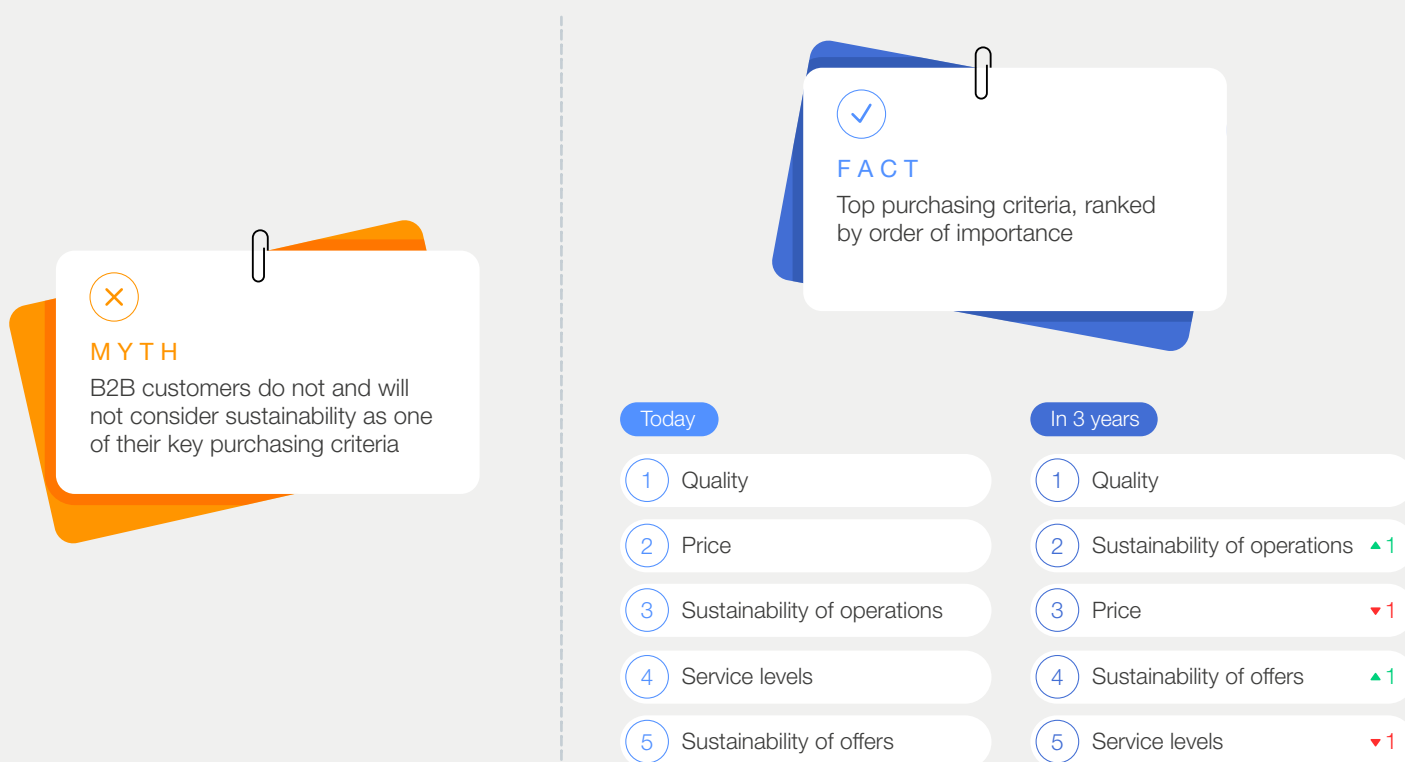 MYTH
B2B customers do not and will
not consider sustainability as one
of their key purchasing criteria
FACT
Top purchasing criteria, ranked
by order of importance
Today
1 Quality
2 Price
3 Sustainability of operations
4 Service levels
5 Sustainability of offers
In 3 years
1 Quality
2 Sustainability of operations ▲1
3 Price ▼1
4 Sustainability of offers ▲1
5 Service levels ▼1